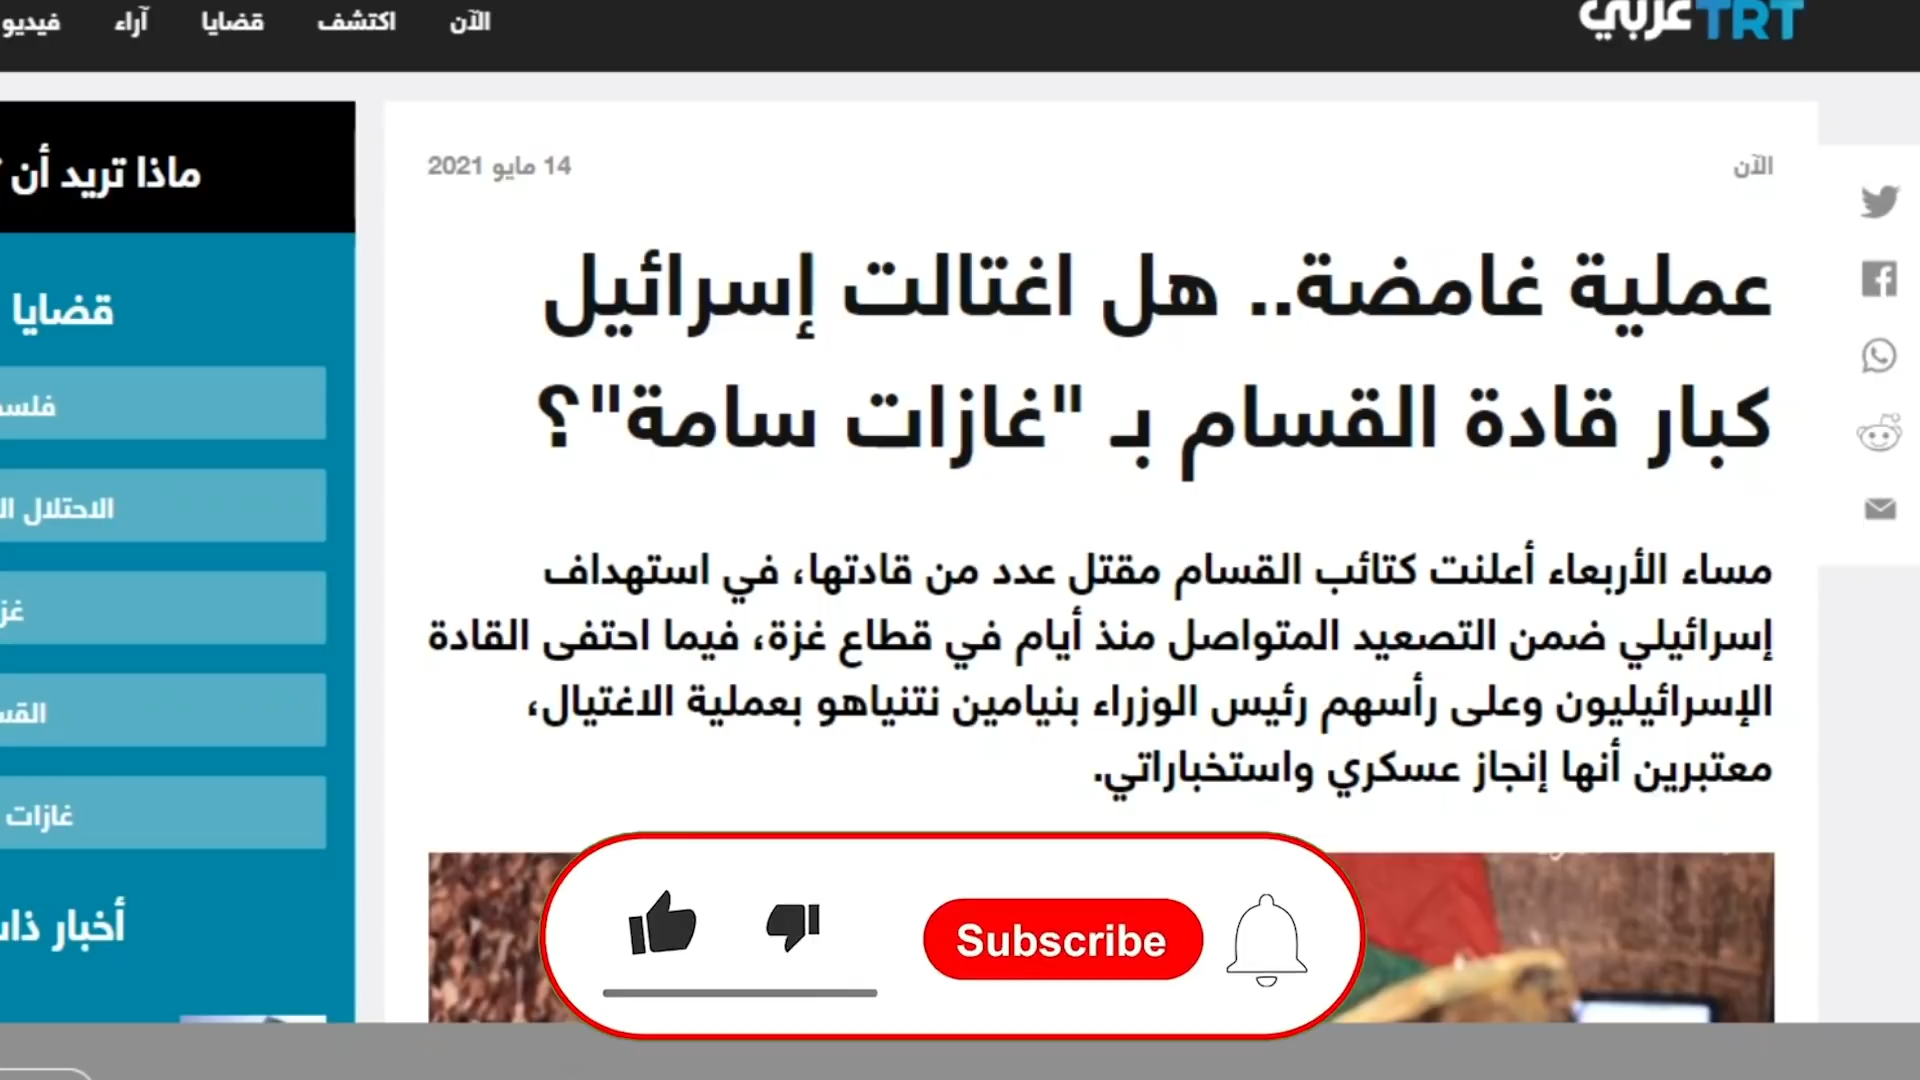 TRT عربي
الآن اكتشف قضايا آراء فيديو
الآن
14 مايو 2021
عملية غامضة.. هل اغتالت إسرائيل
كبار قادة القسام بـ "غازات سامة"؟
مساء الأربعاء أعلنت كتائب القسام مقتل عدد من قادتها، في استهداف
إسرائيلي ضمن التصعيد المتواصل منذ أيام في قطاع غزة، فيما احتفى القادة
الإسرائيليون وعلى رأسهم رئيس الوزراء بنيامين نتنياهو بعملية الاغتيال،
معتبرين أنها إنجاز عسكري واستخباراتي.
ماذا تريد أن
قضايا
الاحتلال
غازات
أخبار
Subscribe